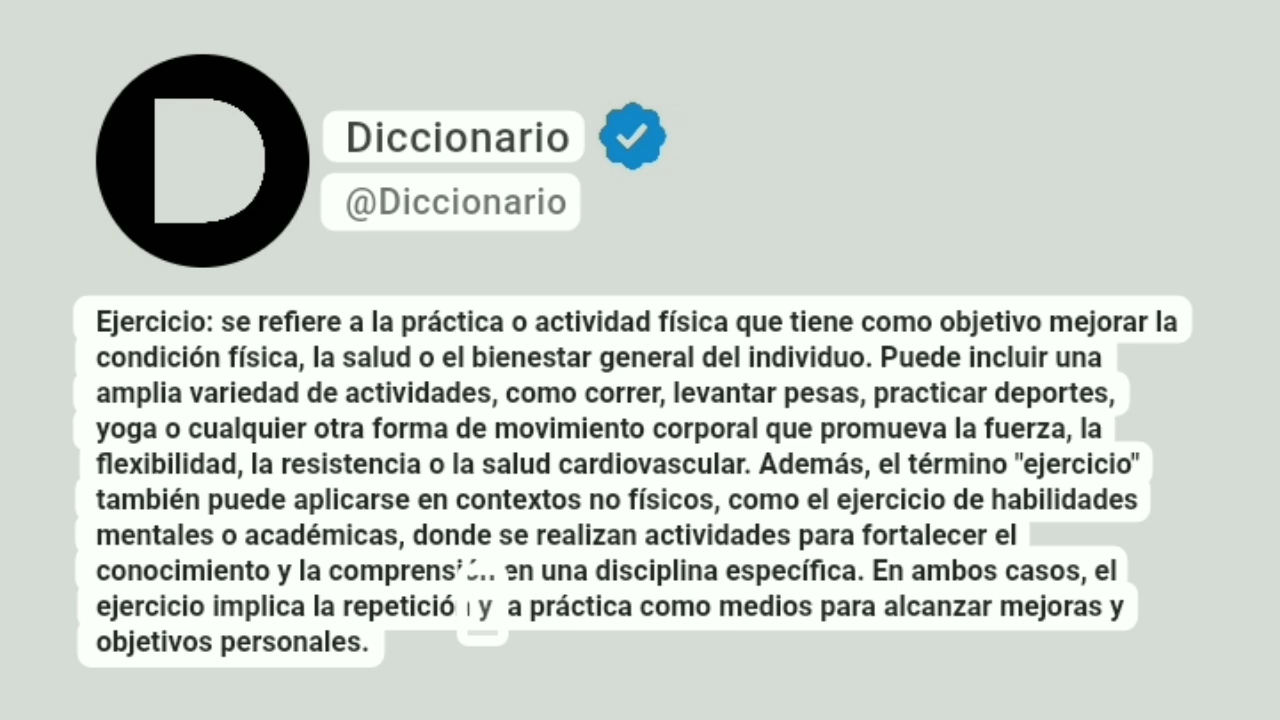 D
Diccionario
@Diccionario
Ejercicio: se refiere a la práctica o actividad física que tiene como objetivo mejorar la
condición física, la salud o el bienestar general del individuo. Puede incluir una
amplia variedad de actividades, como correr, levantar pesas, practicar deportes,
yoga o cualquier otra forma de movimiento corporal que promueva la fuerza, la
flexibilidad, la resistencia o la salud cardiovascular. Además, el término "ejercicio"
también puede aplicarse en contextos no físicos, como el ejercicio de habilidades
mentales o académicas, donde se realizan actividades para fortalecer el
conocimiento y la comprensión en una disciplina específica. En ambos casos, el
ejercicio implica la repetición y la práctica como medios para alcanzar mejoras y
objetivos personales.